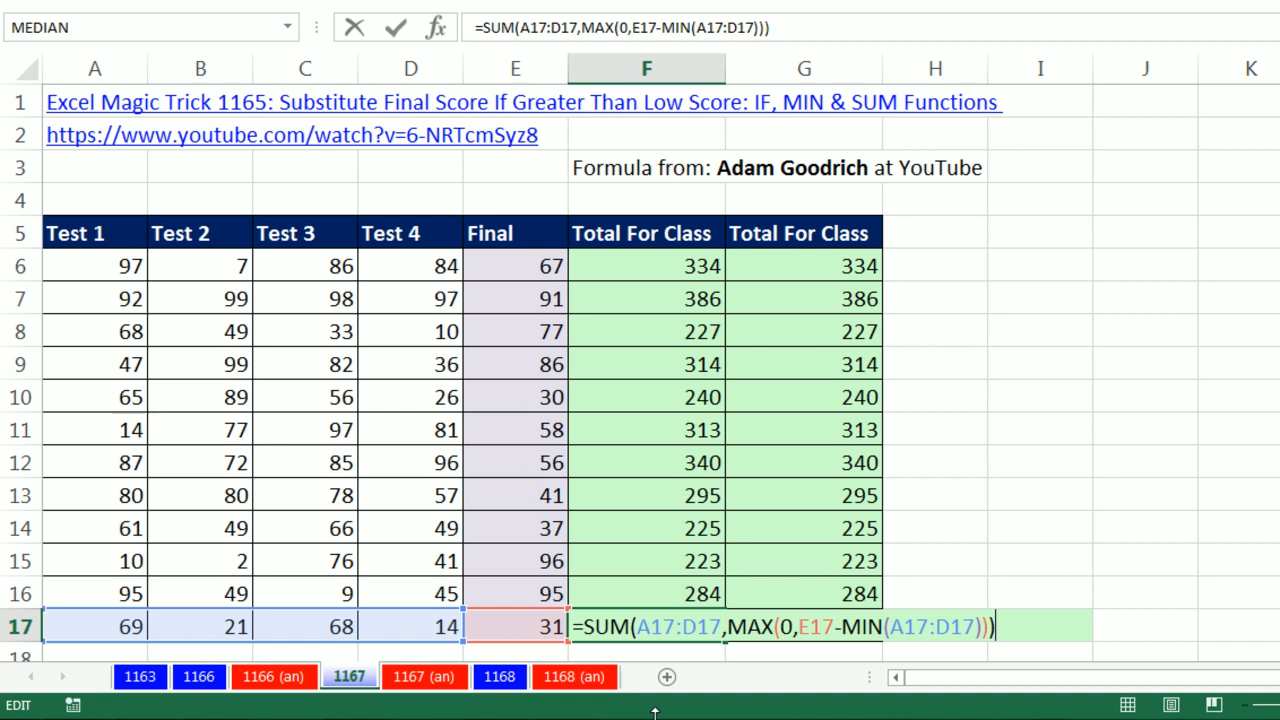 MEDIAN
=SUM(A17:D17,MAX(0,E17-MIN(A17:D17)))
A B C D E F G H I J K
1 Excel Magic Trick 1165: Substitute Final Score If Greater Than Low Score: IF, MIN & SUM Functions
2 https://www.youtube.com/watch?v=6-NRTcmSyz8
3 Formula from: Adam Goodrich at YouTube
4
5 Test 1 Test 2 Test 3 Test 4 Final Total For Class Total For Class
6 97 7 86 84 67 334 334
7 92 99 98 97 91 386 386
8 68 49 33 10 77 227 227
9 47 99 82 36 86 314 314
10 65 89 56 26 30 240 240
11 14 77 97 81 58 313 313
12 87 72 85 96 56 340 340
13 80 80 78 57 41 295 295
14 61 49 66 49 37 225 225
15 10 2 76 41 96 223 223
16 95 49 9 45 95 284 284
17 69 21 68 14 31 =SUM(A17:D17,MAX(0,E17-MIN(A17:D17)))
18
1163 1166 1166 (an) 1167 1167 (an) 1168 1168 (an)
EDIT